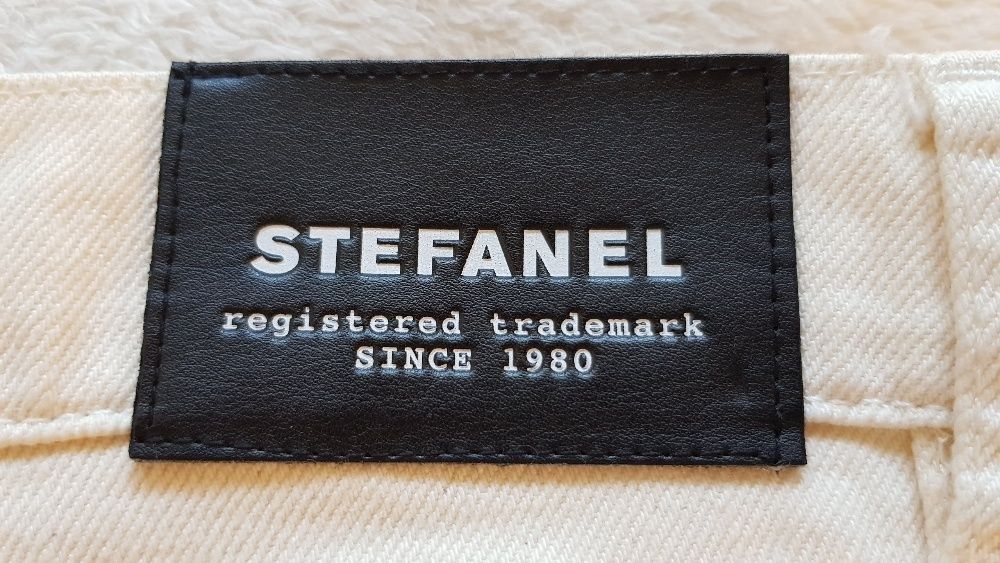 STEFANEL
registered trademark
SINCE 1980